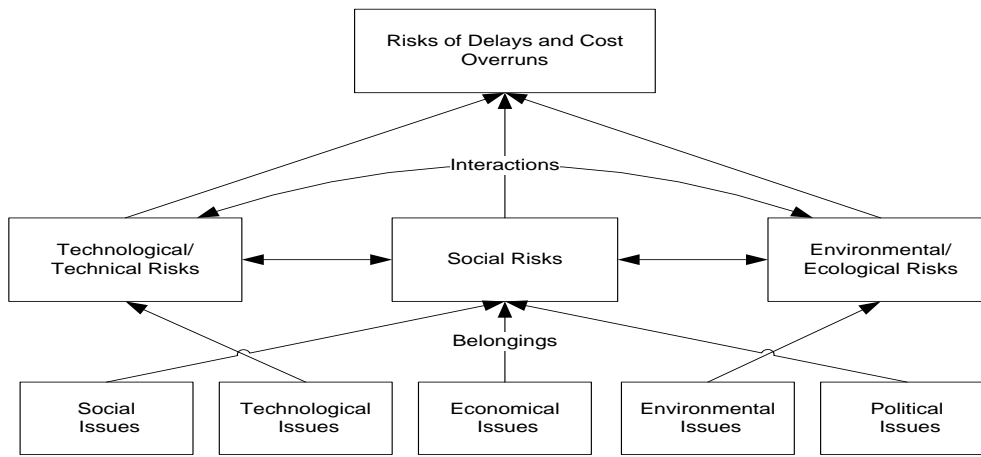 Risks of Delays and Cost
Overruns
Interactions
Technological/
Technical Risks
Social Risks
Environmental/
Ecological Risks
Belongings
Social
Issues
Technological
Issues
Economical
Issues
Environmental
Issues
Political
Issues